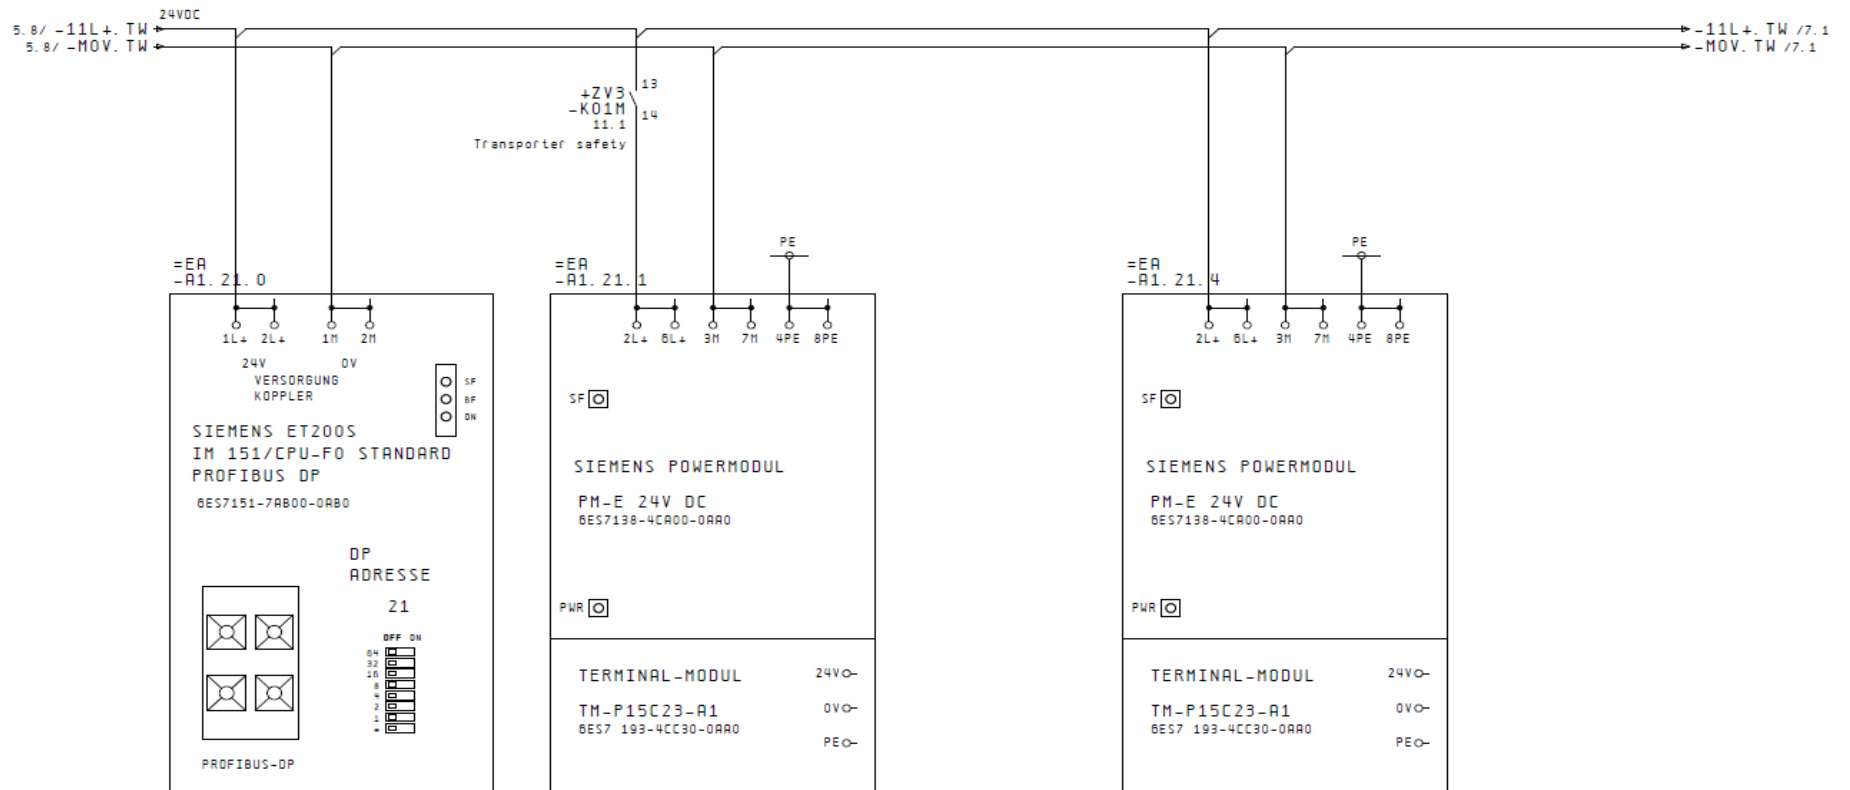 24VDC
5.8/ -11L+.TW
-11L+.TW /7.1
5.8/ -MOV.TW
-MOV.TW /7.1
+ZV3
13
-K01M
14
11.1
Transporter safety
PE
PE
=EA
-A1.21.0
=EA
-A1.21.1
=EA
-A1.21.4
1L+ 2L+ 1M 2M
2L+ 6L+ 3M 7M 4PE 8PE
2L+ 6L+ 3M 7M 4PE 8PE
24V 0V
VERSORGUNG
KOPPLER
SF
BF
ON
SIEMENS ET200S
IM 151/CPU-FO STANDARD
PROFIBUS DP
6ES7151-7AB00-0AB0
DP
ADRESSE
21
OFF ON
64
32
16
8
4
2
1
*
PROFIBUS-DP
SF
SIEMENS POWERMODUL
PM-E 24V DC
6ES7138-4CA00-0AA0
PWR
TERMINAL-MODUL
24V
TM-P15C23-A1
0V
6ES7 193-4CC30-0AA0
PE
SF
SIEMENS POWERMODUL
PM-E 24V DC
6ES7138-4CA00-0AA0
PWR
TERMINAL-MODUL
24V
TM-P15C23-A1
0V
6ES7 193-4CC30-0AA0
PE